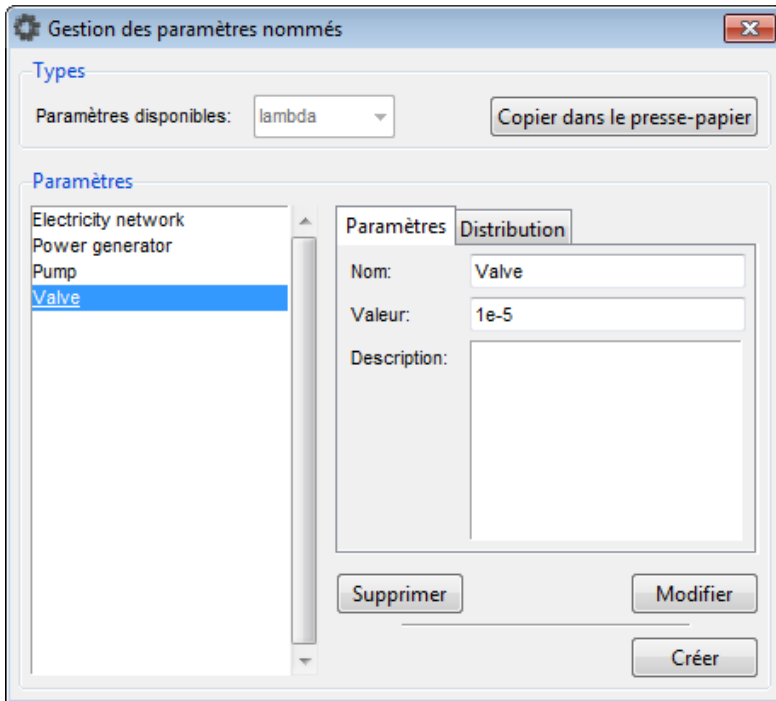 Gestion des paramètres nommés
Types
Paramètres disponibles: lambda Copier dans le presse-papier
Paramètres
Electricity network
Power generator
Pump
Valve
Paramètres Distribution
Nom: Valve
Valeur: 1e-5
Description:
Supprimer Modifier
Créer